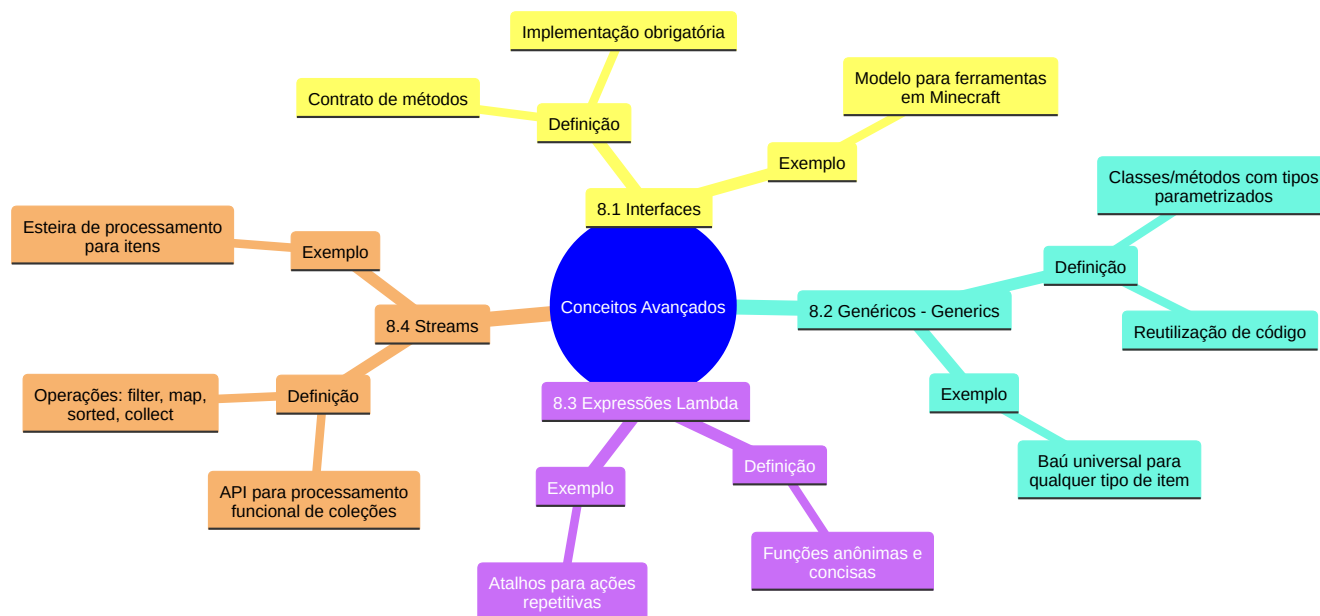 Conceitos Avançados
8.1 Interfaces
Definição
Contrato de métodos
Implementação obrigatória
Exemplo
Modelo para ferramentas
em Minecraft
8.2 Genéricos - Generics
Definição
Classes/métodos com tipos
parametrizados
Reutilização de código
Exemplo
Baú universal para
qualquer tipo de item
8.3 Expressões Lambda
Definição
Funções anônimas e
concisas
Exemplo
Atalhos para ações
repetitivas
8.4 Streams
Definição
API para processamento
funcional de coleções
Operações: filter, map,
sorted, collect
Exemplo
Esteira de processamento
para itens